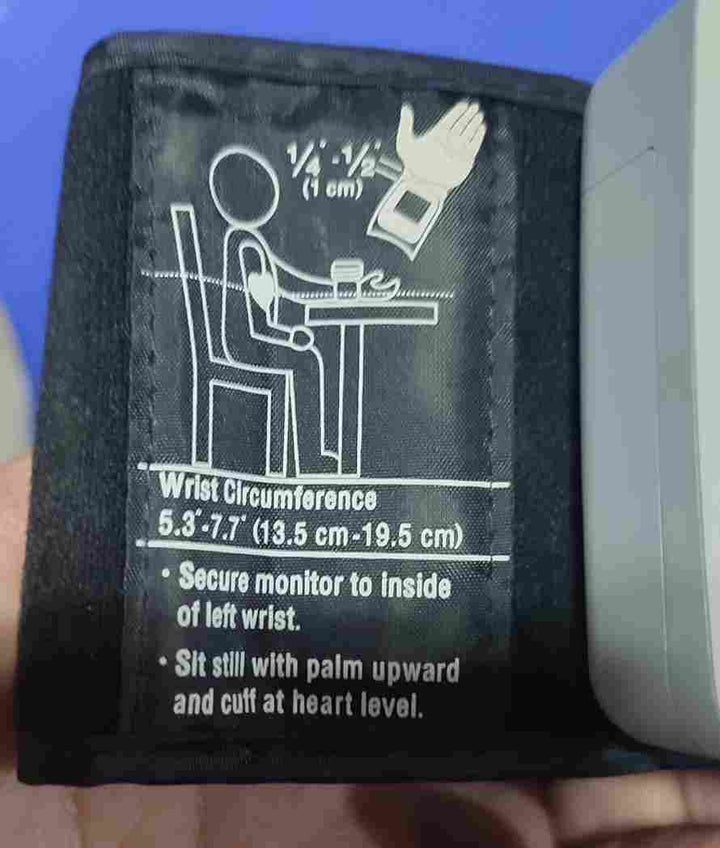 1/4"-1/2"
(1 cm)
Wrist Circumference
5.3"-7.7" (13.5 cm-19.5 cm)
• Secure monitor to inside
of left wrist.
• Sit still with palm upward
and cuff at heart level.